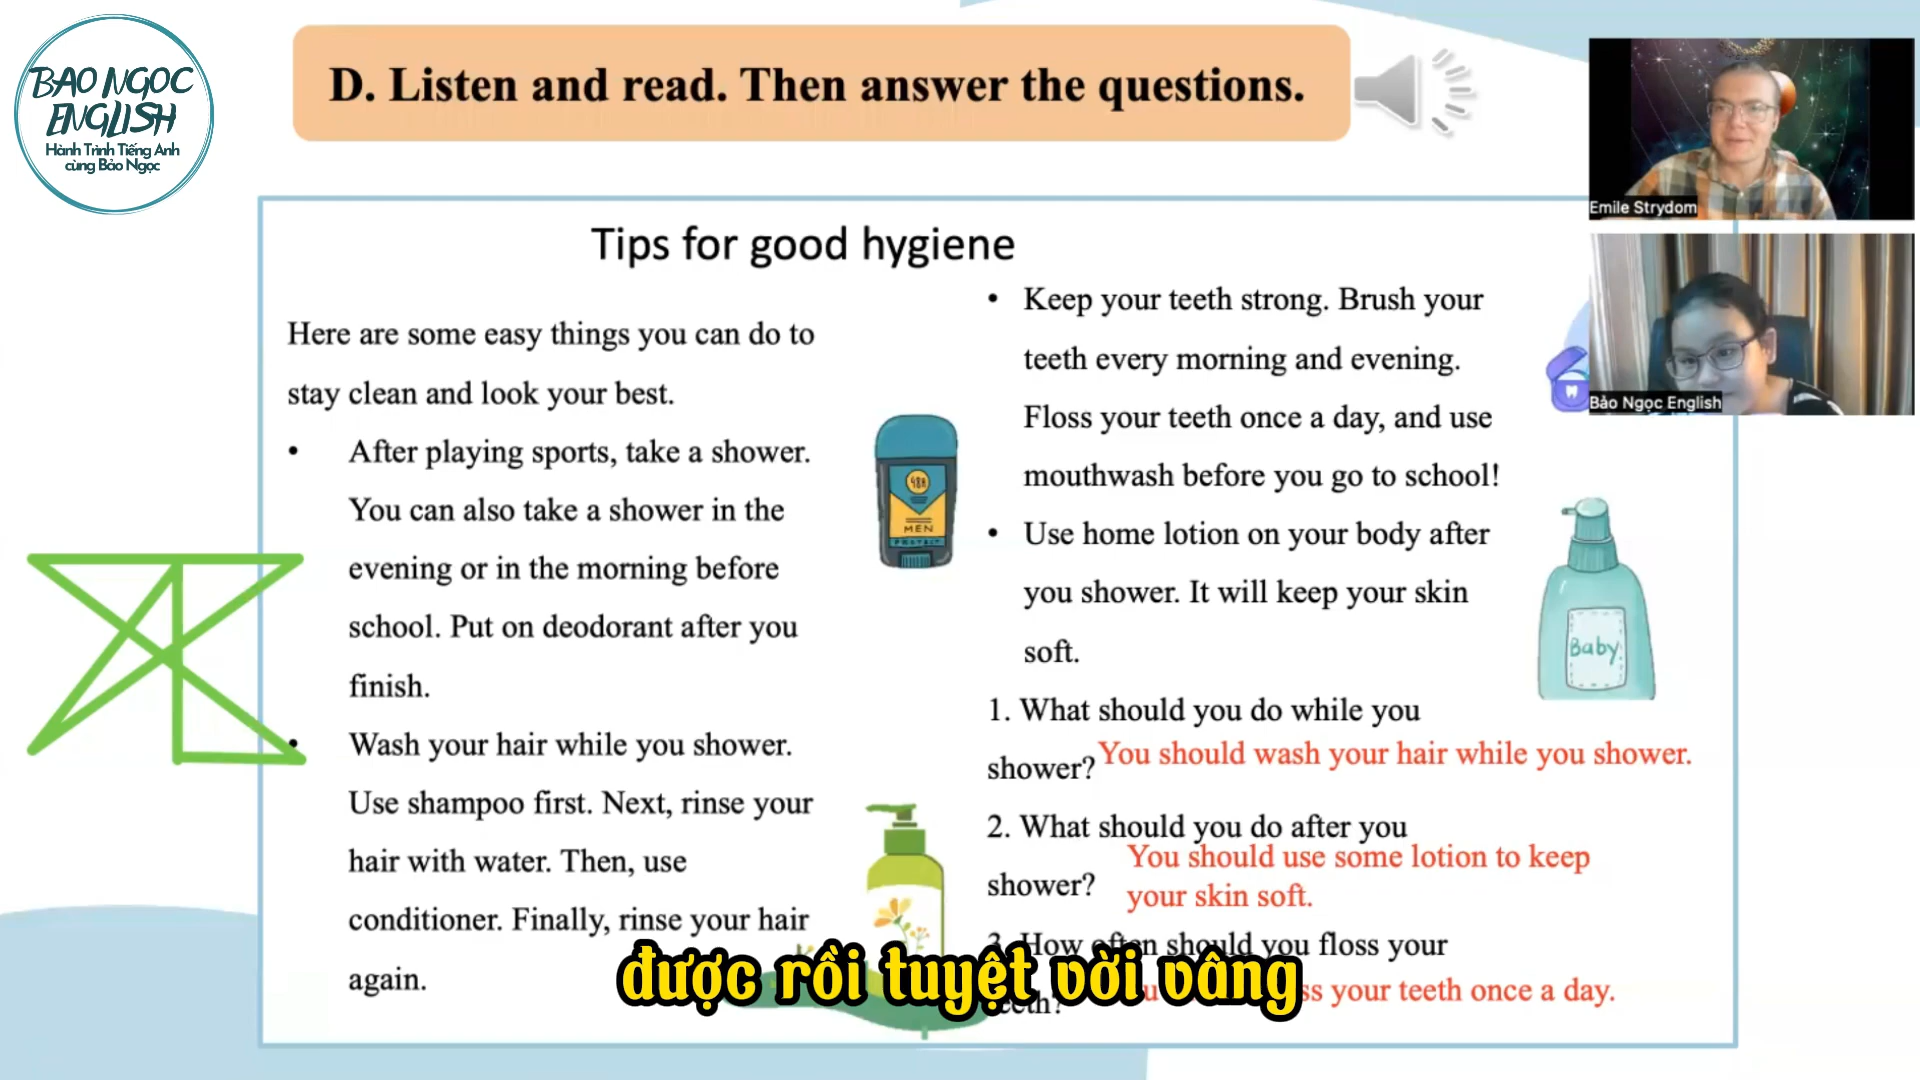 BAO NGOC
ENGLISH
Hành Trình Tiếng Anh
cùng Bảo Ngọc
D. Listen and read. Then answer the questions.
Emile Strydom
Bảo Ngọc English
Tips for good hygiene
Here are some easy things you can do to
stay clean and look your best.
• After playing sports, take a shower.
You can also take a shower in the
evening or in the morning before
school. Put on deodorant after you
finish.
• Wash your hair while you shower.
Use shampoo first. Next, rinse your
hair with water. Then, use
conditioner. Finally, rinse your hair
again.
48H
MEN
• Keep your teeth strong. Brush your
teeth every morning and evening.
Floss your teeth once a day, and use
mouthwash before you go to school!
• Use home lotion on your body after
you shower. It will keep your skin
soft.
Baby
1. What should you do while you
shower?
You should wash your hair while you shower.
2. What should you do after you
shower?
You should use some lotion to keep
your skin soft.
3. How often should you floss your
teeth?
your teeth once a day.
được rồi tuyệt vời vâng